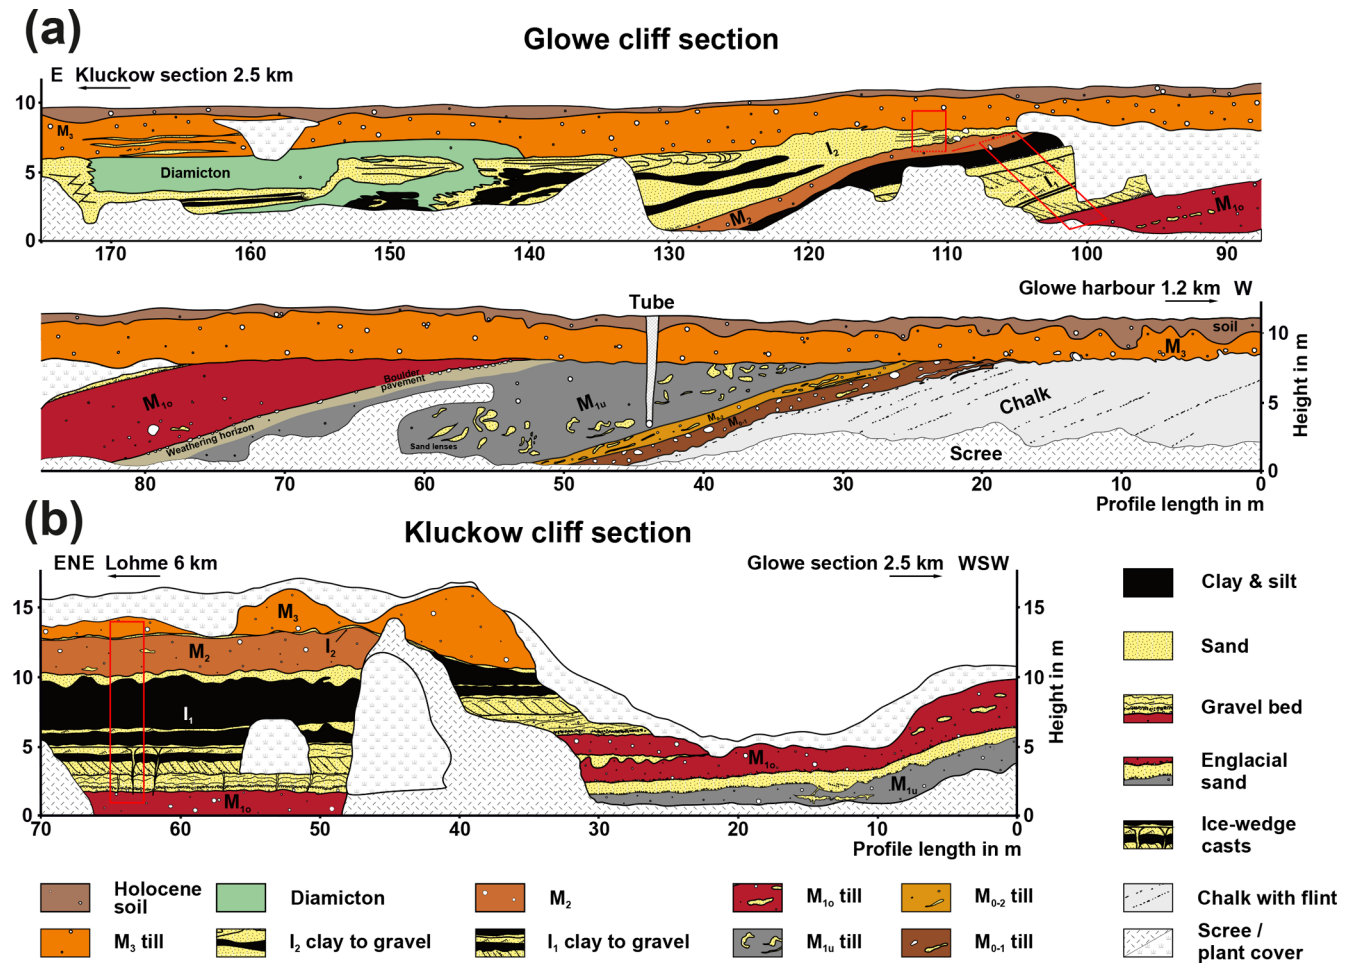 (a)
Glowe cliff section
E Kluckow section 2.5 km
10
5
0
M3
Diamicton
I2
M2
I1
M1o
170 160 150 140 130 120 110 100 90
Tube
Glowe harbour 1.2 km W
soil
M3
10
5
0
Height in m
M1o
Boulder
pavement
Weathering horizon
M1u
Sand lenses
M0-2
M0-1
Chalk
Scree
80 70 60 50 40 30 20 10 0
Profile length in m
(b)
Kluckow cliff section
ENE Lohme 6 km
Glowe section 2.5 km WSW
15
10
5
0
M3
I2
M2
I1
M1o
M1o
M1u
15
10
5
0
Height in m
70 60 50 40 30 20 10 0
Profile length in m
Clay & silt
Sand
Gravel bed
Englacial
sand
Ice-wedge
casts
Chalk with flint
Scree /
plant cover
Holocene
soil
Diamicton
M2
M1o till
M0-2 till
M3 till
I2 clay to gravel
I1 clay to gravel
M1u till
M0-1 till